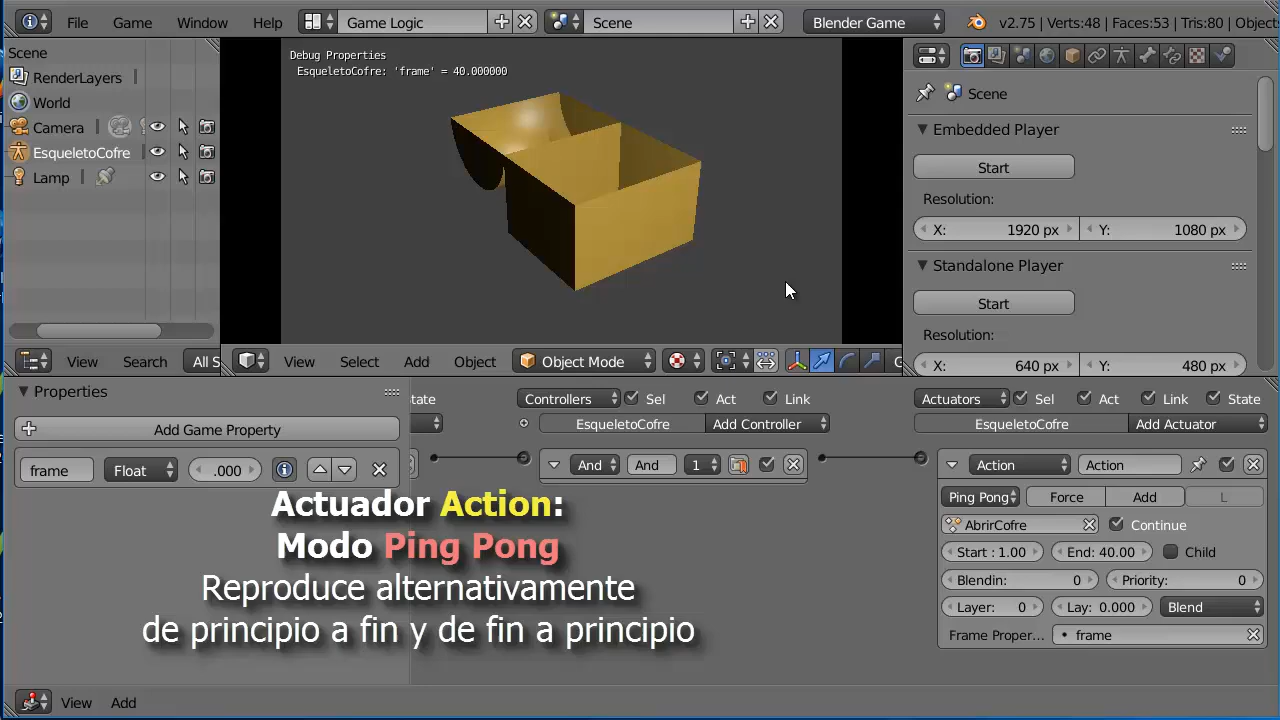 File Game Window Help Game Logic Scene Blender Game v2.75 | Verts:48 | Faces:53 | Tris:80 | Object:
Scene
RenderLayers
World
Camera
EsqueletoCofre
Lamp
View Search All S
Debug Properties
EsqueletoCofre: 'frame' = 40.000000
View Select Add Object Object Mode
Scene
Embedded Player
Start
Resolution:
X: 1920 px Y: 1080 px
Standalone Player
Start
Resolution:
X: 640 px Y: 480 px
Properties
Add Game Property
frame Float .000
tate Controllers Sel Act Link
EsqueletoCofre Add Controller
And And 1
Actuators Sel Act Link State
EsqueletoCofre Add Actuator
Action Action
Ping Pong Force Add L
AbrirCofre Continue
Start : 1.00 End: 40.00 Child
Blendin: 0 Priority: 0
Layer: 0 Lay: 0.000 Blend
Frame Proper... frame
Actuador Action:
Modo Ping Pong
Reproduce alternativamente
de principio a fin y de fin a principio
View Add